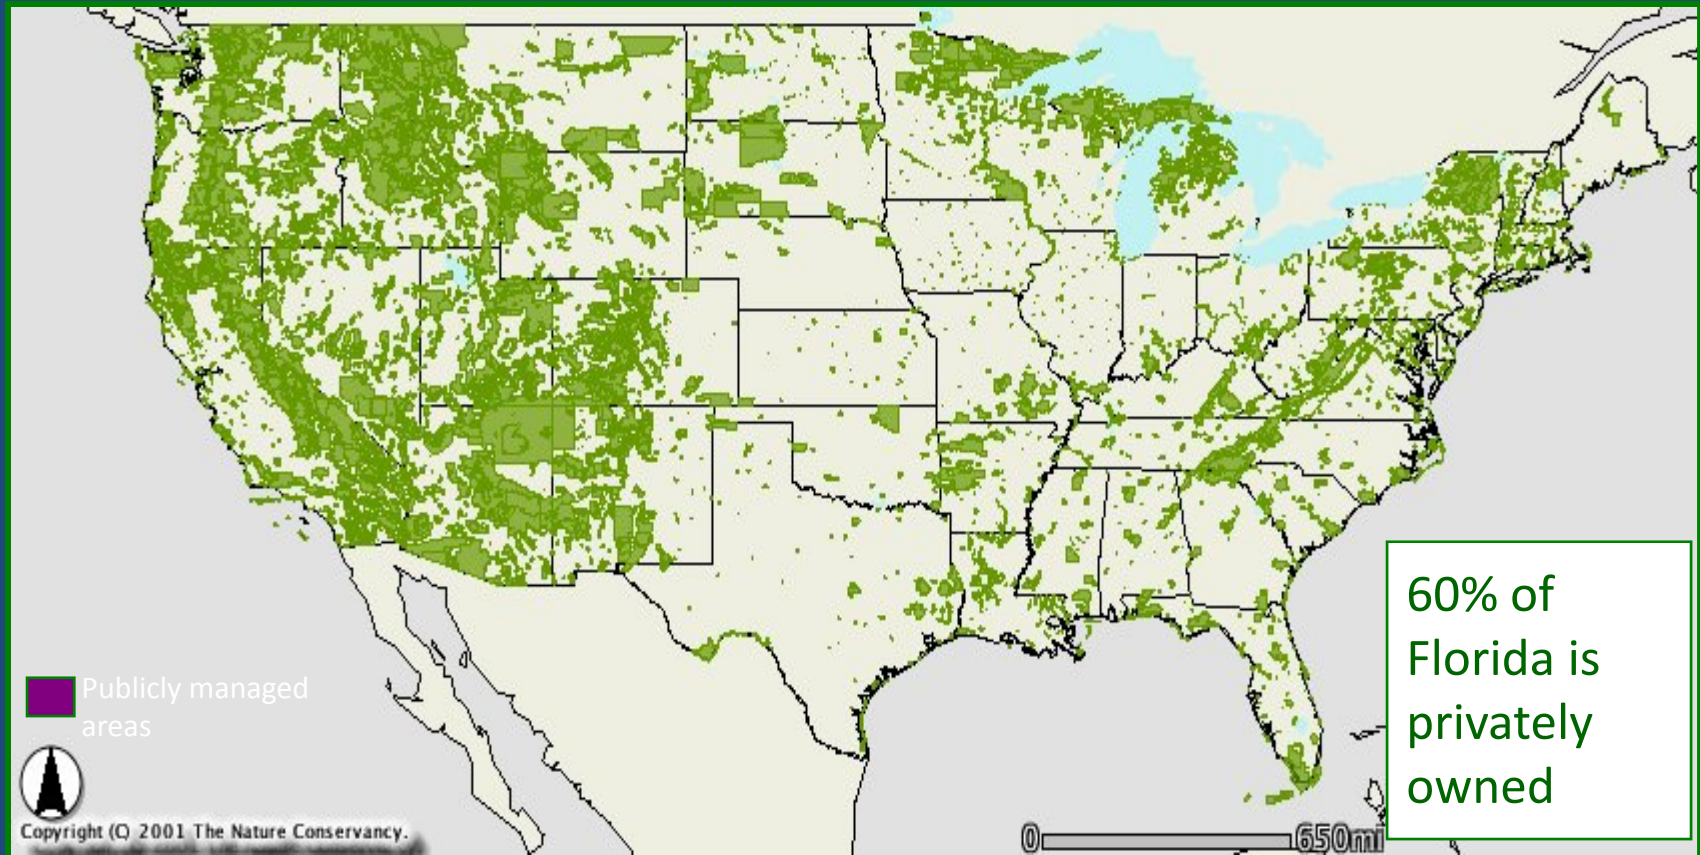 Publicly managed
areas
Copyright (C) 2001 The Nature Conservancy.
0 650mi
60% of
Florida is
privately
owned